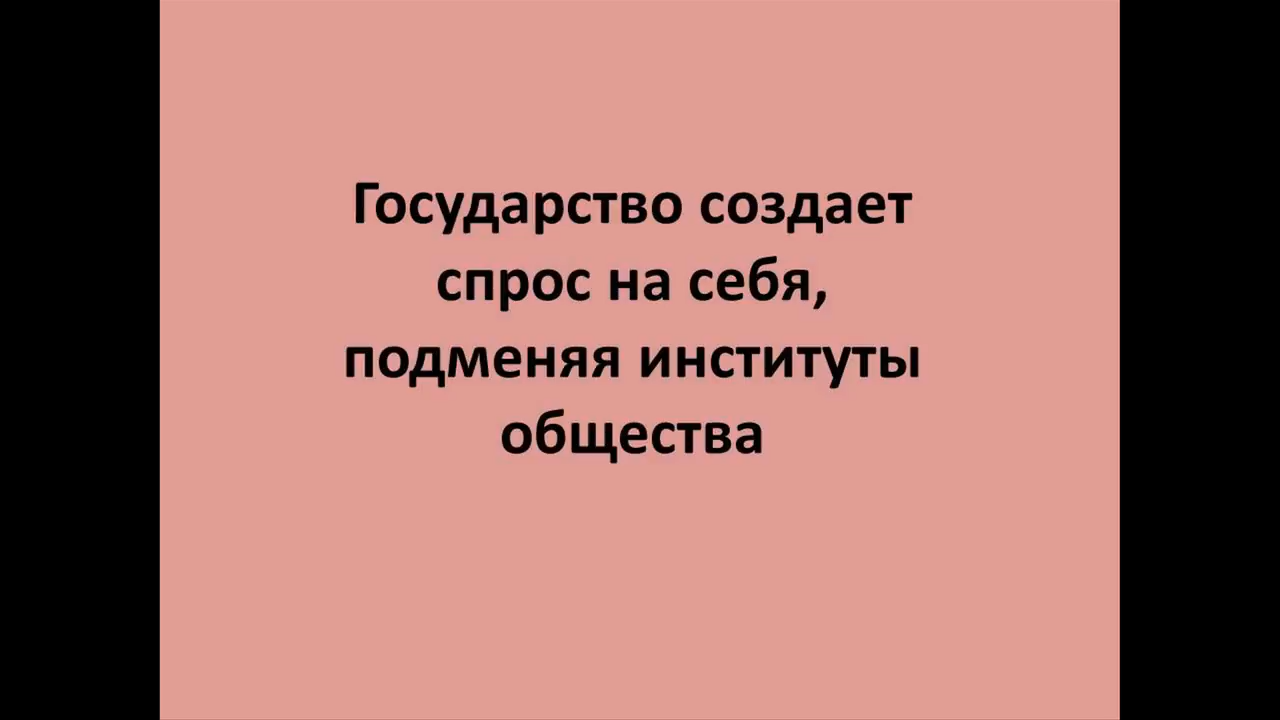 Государство создает
спрос на себя,
подменяя институты
общества